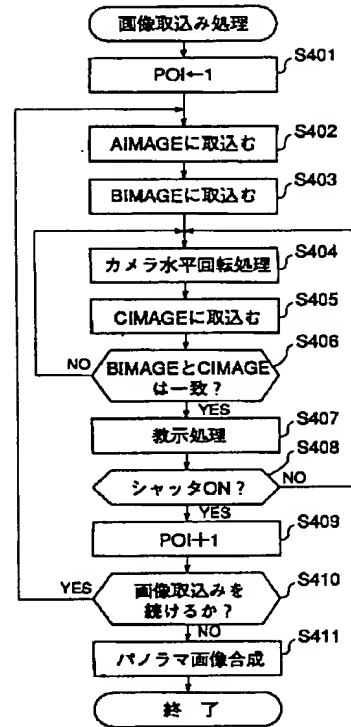 画像取込み処理
S401
POI←1
S402
AIMAGEに取込む
S403
BIMAGEに取込む
S404
カメラ水平回転処理
S405
CIMAGEに取込む
S406
NO
BIMAGEとCIMAGE
は一致?
YES
S407
教示処理
S408
シャッタON?
NO
YES
S409
POI+1
S410
YES
画像取込みを
続けるか?
NO
S411
パノラマ画像合成
終 了